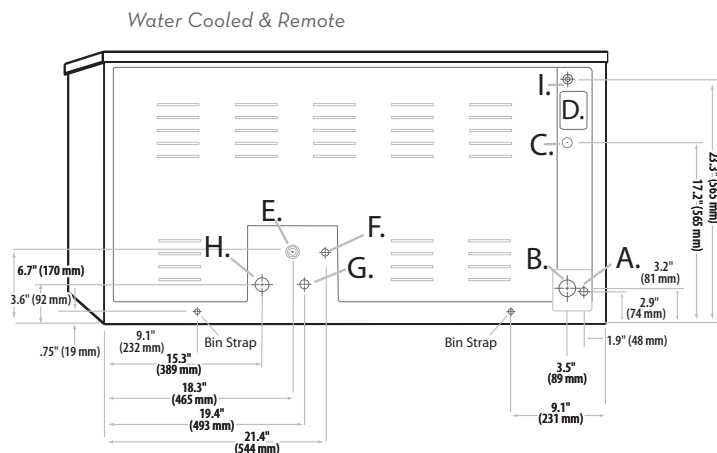 Water Cooled & Remote
I.
D.
C.
E.
F.
H.
G.
B.
A.
23.3" (565 mm)
17.2" (565 mm)
6.7" (170 mm)
3.6" (92 mm)
.75" (19 mm)
3.2"
(81 mm)
2.9"
(74 mm)
1.9" (48 mm)
9.1"
(232 mm)
Bin Strap
Bin Strap
15.3"
(389 mm)
18.3"
(465 mm)
19.4"
(493 mm)
21.4"
(544 mm)
3.5"
(89 mm)
9.1"
(231 mm)